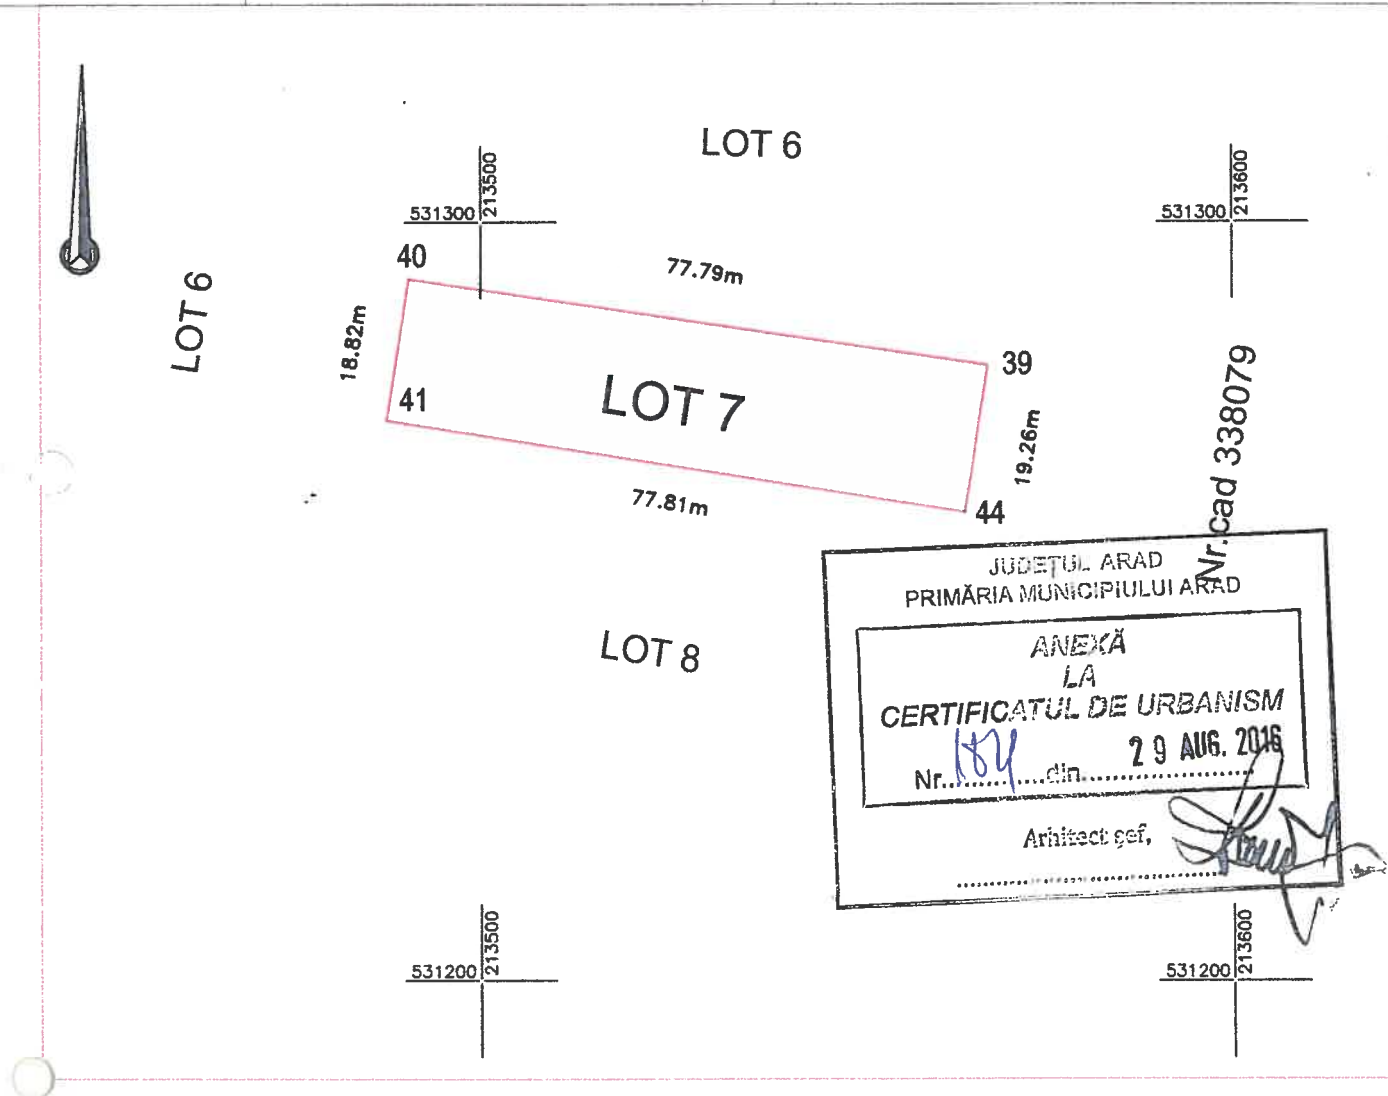 LOT 6
531300
213500
531300
213600
40
77.79m
LOT 6
18.82m
39
41
LOT 7
19.26m
Nr. cad 338079
77.81m
44
JUDEȚUL ARAD
PRIMĂRIA MUNICIPIULUI ARAD
LOT 8
ANEXĂ
LA
CERTIFICATUL DE URBANISM
Nr..............din.........................
29 AUG. 2016
Arhitect șef,
531200
213500
531200
213600